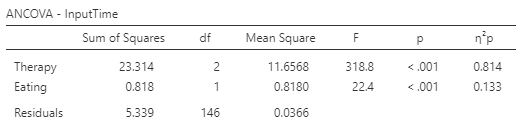 ANCOVA - InputTime
Sum of Squares df Mean Square F p η²p
Therapy 23.314 2 11.6568 318.8 < .001 0.814
Eating 0.818 1 0.8180 22.4 < .001 0.133
Residuals 5.339 146 0.0366